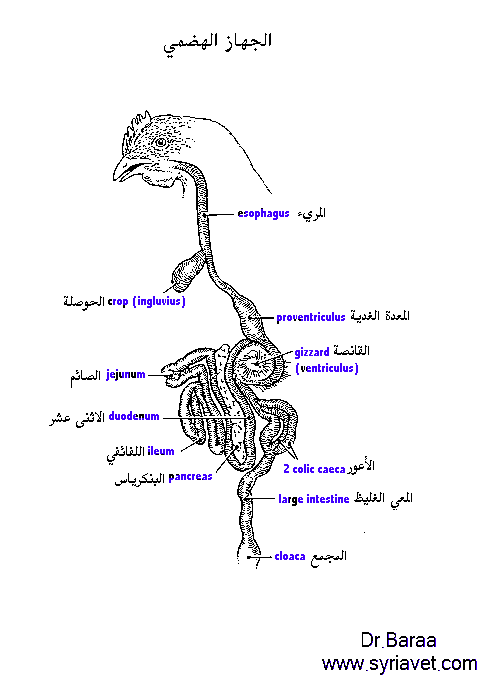 الجهاز الهضمي
esophagus المريء
الحوصلة crop (ingluvius)
proventriculus المعدة الغدية
gizzard القانصة
(ventriculus)
الصائم jejunum
الاثنى عشر duodenum
اللفائفي ileum
2 colic caeca الأعور
البنكرياس pancreas
large intestine المعي الغليظ
cloaca المجمع
Dr.Baraa
www.syriavet.com